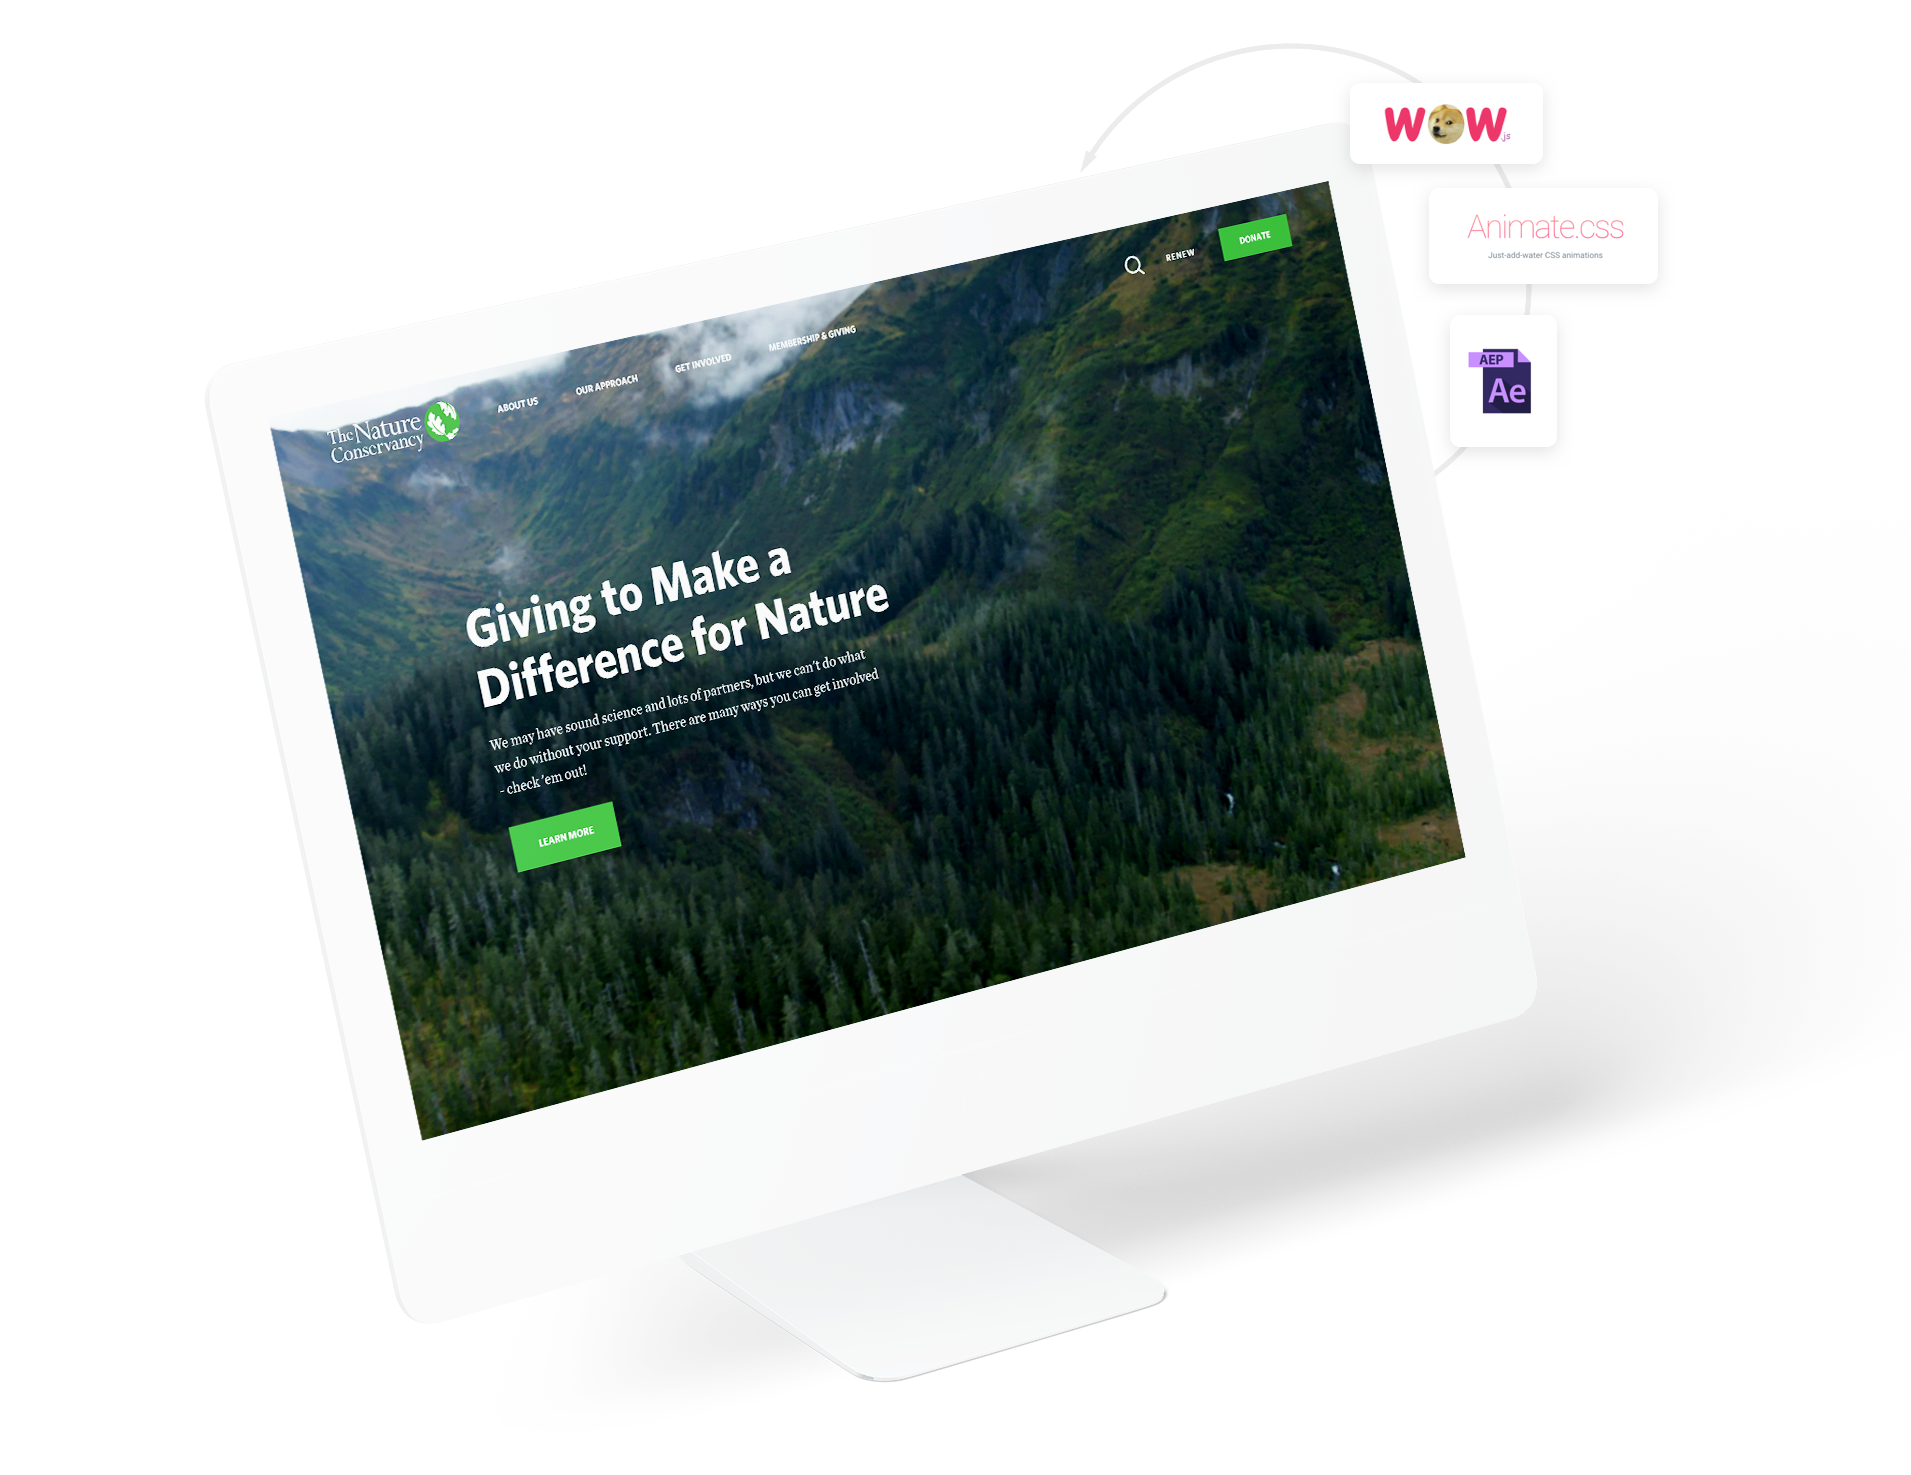 WOW.js
Animate.css
Just-add-water CSS animations
AEP
Ae
The Nature
Conservancy
ABOUT US
OUR APPROACH
GET INVOLVED
MEMBERSHIP & GIVING
RENEW
DONATE
Giving to Make a
Difference for Nature
We may have sound science and lots of partners, but we can't do what
we do without your support. There are many ways you can get involved
- check 'em out!
LEARN MORE